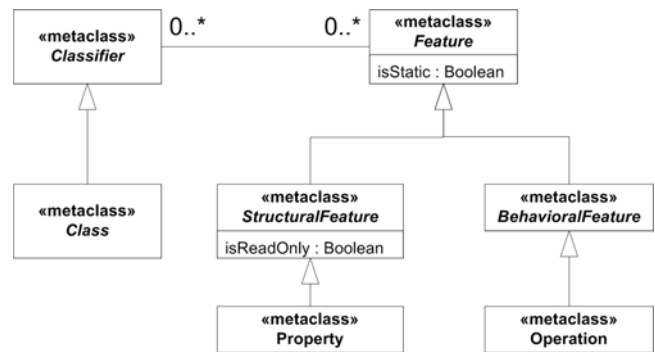 «metaclass»
Classifier
0..*
0..*
«metaclass»
Feature
isStatic : Boolean
«metaclass»
Class
«metaclass»
StructuralFeature
isReadOnly : Boolean
«metaclass»
BehavioralFeature
«metaclass»
Property
«metaclass»
Operation